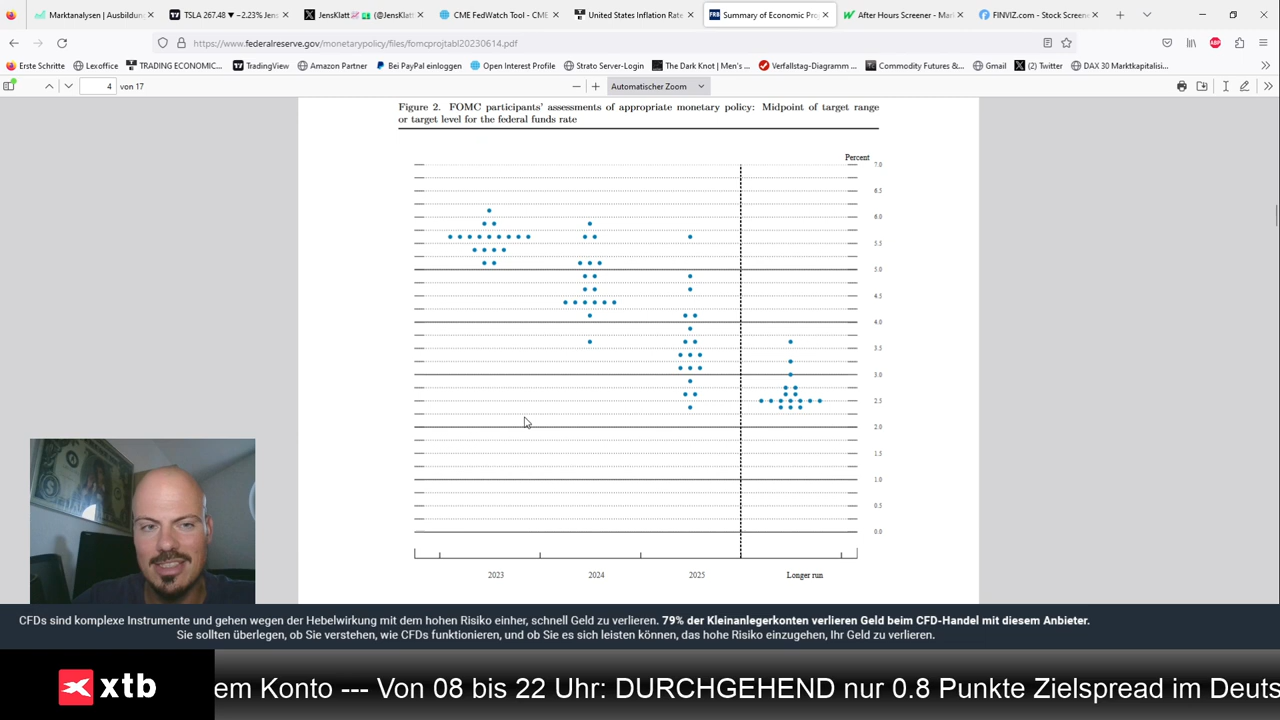 Marktanalysen | Ausbildun
TSLA 267.48 ▼ −2.23% Jens
JensKlatt (@JensKlatt
CME FedWatch Tool - CME
United States Inflation Rate
Summary of Economic Pro
After Hours Screener - Mar
FINVIZ.com - Stock Screene
https://www.federalreserve.gov/monetarypolicy/files/fomcprojtabl20230614.pdf
Erste Schritte
Lexoffice
TRADING ECONOMIC...
TradingView
Amazon Partner
Bei PayPal einloggen
Open Interest Profile
Strato Server-Login
The Dark Knot | Men's ...
Verfallstag-Diagramm ...
Commodity Futures &...
Gmail
(2) Twitter
DAX 30 Marktkapitalisi...
4 von 17
Automatischer Zoom
Figure 2. FOMC participants' assessments of appropriate monetary policy: Midpoint of target range
or target level for the federal funds rate
Percent
7.0
6.5
6.0
5.5
5.0
4.5
4.0
3.5
3.0
2.5
2.0
1.5
1.0
0.5
0.0
2023 2024 2025 Longer run
CFDs sind komplexe Instrumente und gehen wegen der Hebelwirkung mit dem hohen Risiko einher, schnell Geld zu verlieren. 79% der Kleinanlegerkonten verlieren Geld beim CFD-Handel mit diesem Anbieter.
Sie sollten überlegen, ob Sie verstehen, wie CFDs funktionieren, und ob Sie es sich leisten können, das hohe Risiko einzugehen, Ihr Geld zu verlieren.
xtb
em Konto --- Von 08 bis 22 Uhr: DURCHGEHEND nur 0.8 Punkte Zielspread im Deuts